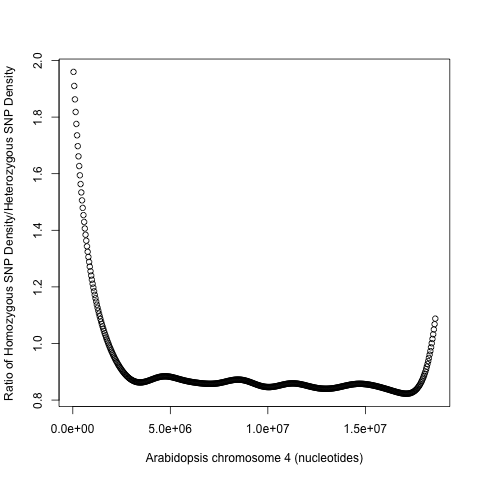 Ratio of Homozygous SNP Density/Heterozygous SNP Density
2.0
1.8
1.6
1.4
1.2
1.0
0.8
0.0e+00 5.0e+06 1.0e+07 1.5e+07
Arabidopsis chromosome 4 (nucleotides)